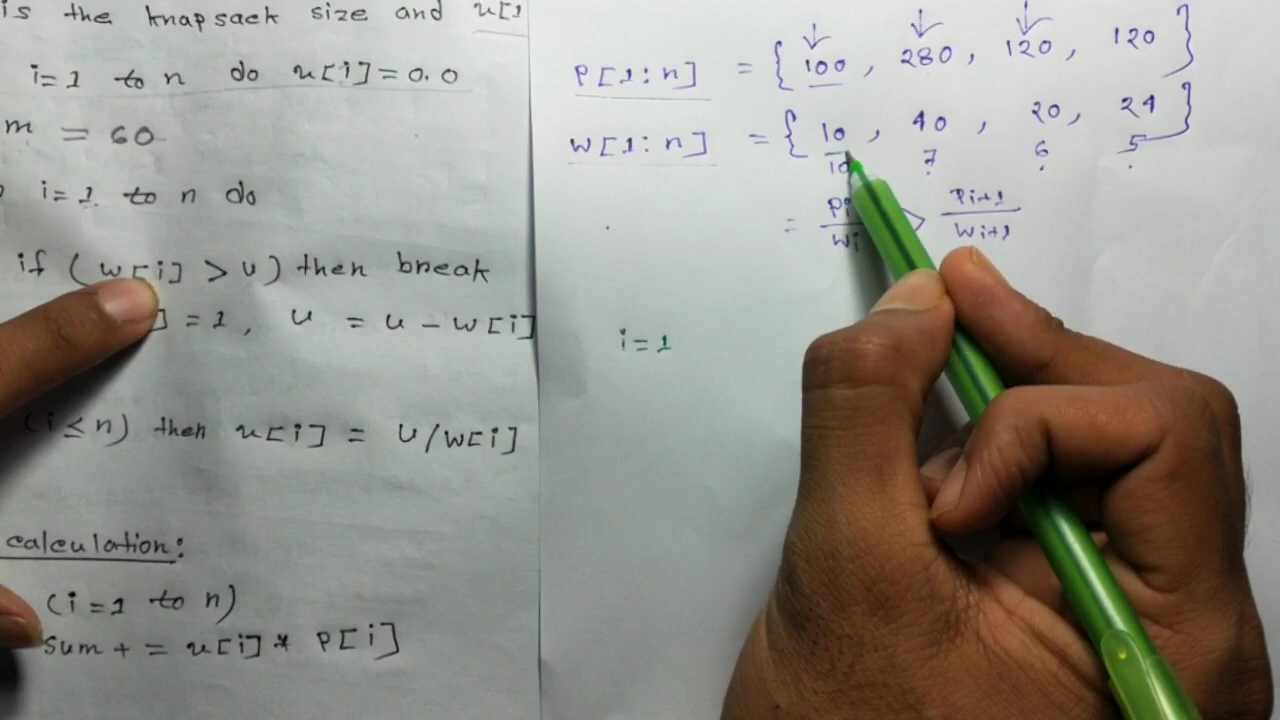 is the knapsack size and x[1
i=1 to n do x[i]=0.0
m = 60
i=1 to n do
if (w[i] > u) then break
] = 1, u = u - w[i]
(i≤n) then x[i] = u/w[i]
calculation:
(i=1 to n)
sum + = x[i] * P[i]
P[1:n] = { 100, 280, 120, 120 }
w[1:n] = { 10, 40, 20, 24 }
10 7 6 5
= Pi/wi > Pi+1/wi+1
i=1